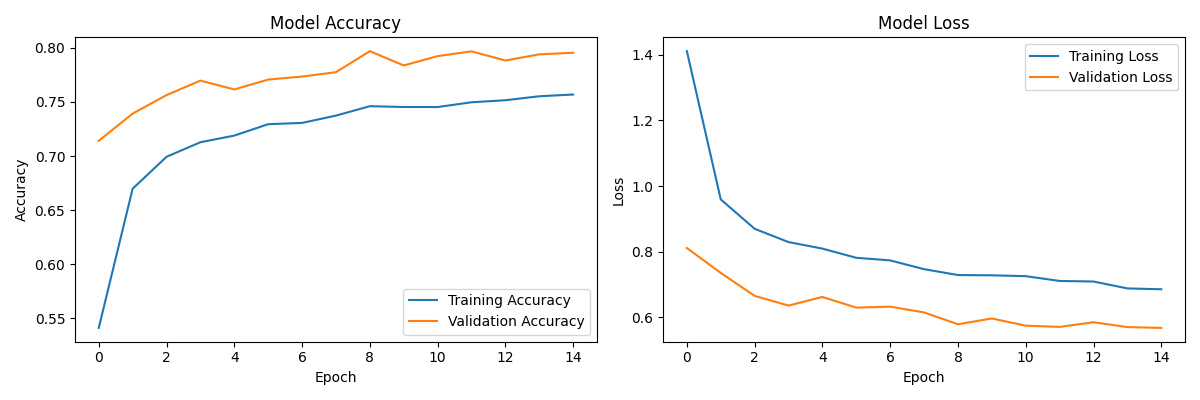 Model Accuracy
Accuracy
0.80
0.75
0.70
0.65
0.60
0.55
Training Accuracy
Validation Accuracy
0 2 4 6 8 10 12 14
Epoch
Model Loss
Loss
1.4
1.2
1.0
0.8
0.6
Training Loss
Validation Loss
0 2 4 6 8 10 12 14
Epoch